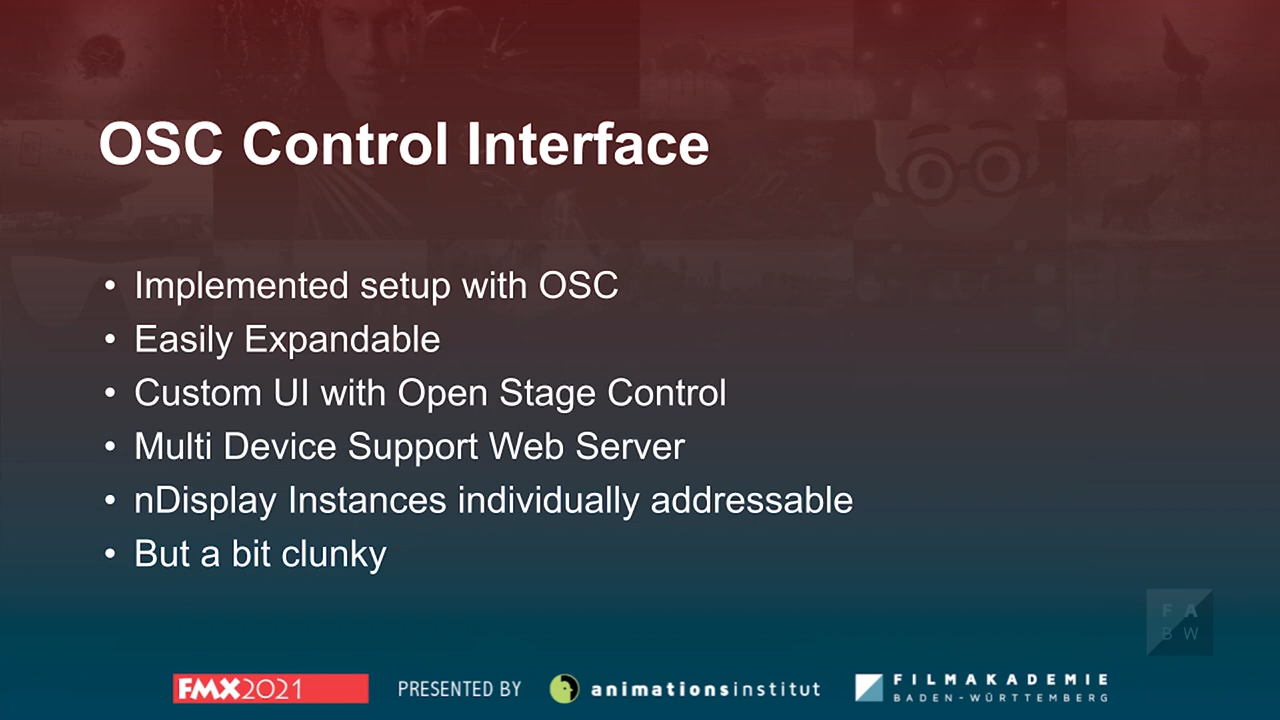 OSC Control Interface
• Implemented setup with OSC
• Easily Expandable
• Custom UI with Open Stage Control
• Multi Device Support Web Server
• nDisplay Instances individually addressable
• But a bit clunky
F A
B W
FMX2021 PRESENTED BY animationsinstitut FILMAKADEMIE
BADEN-WÜRTTEMBERG